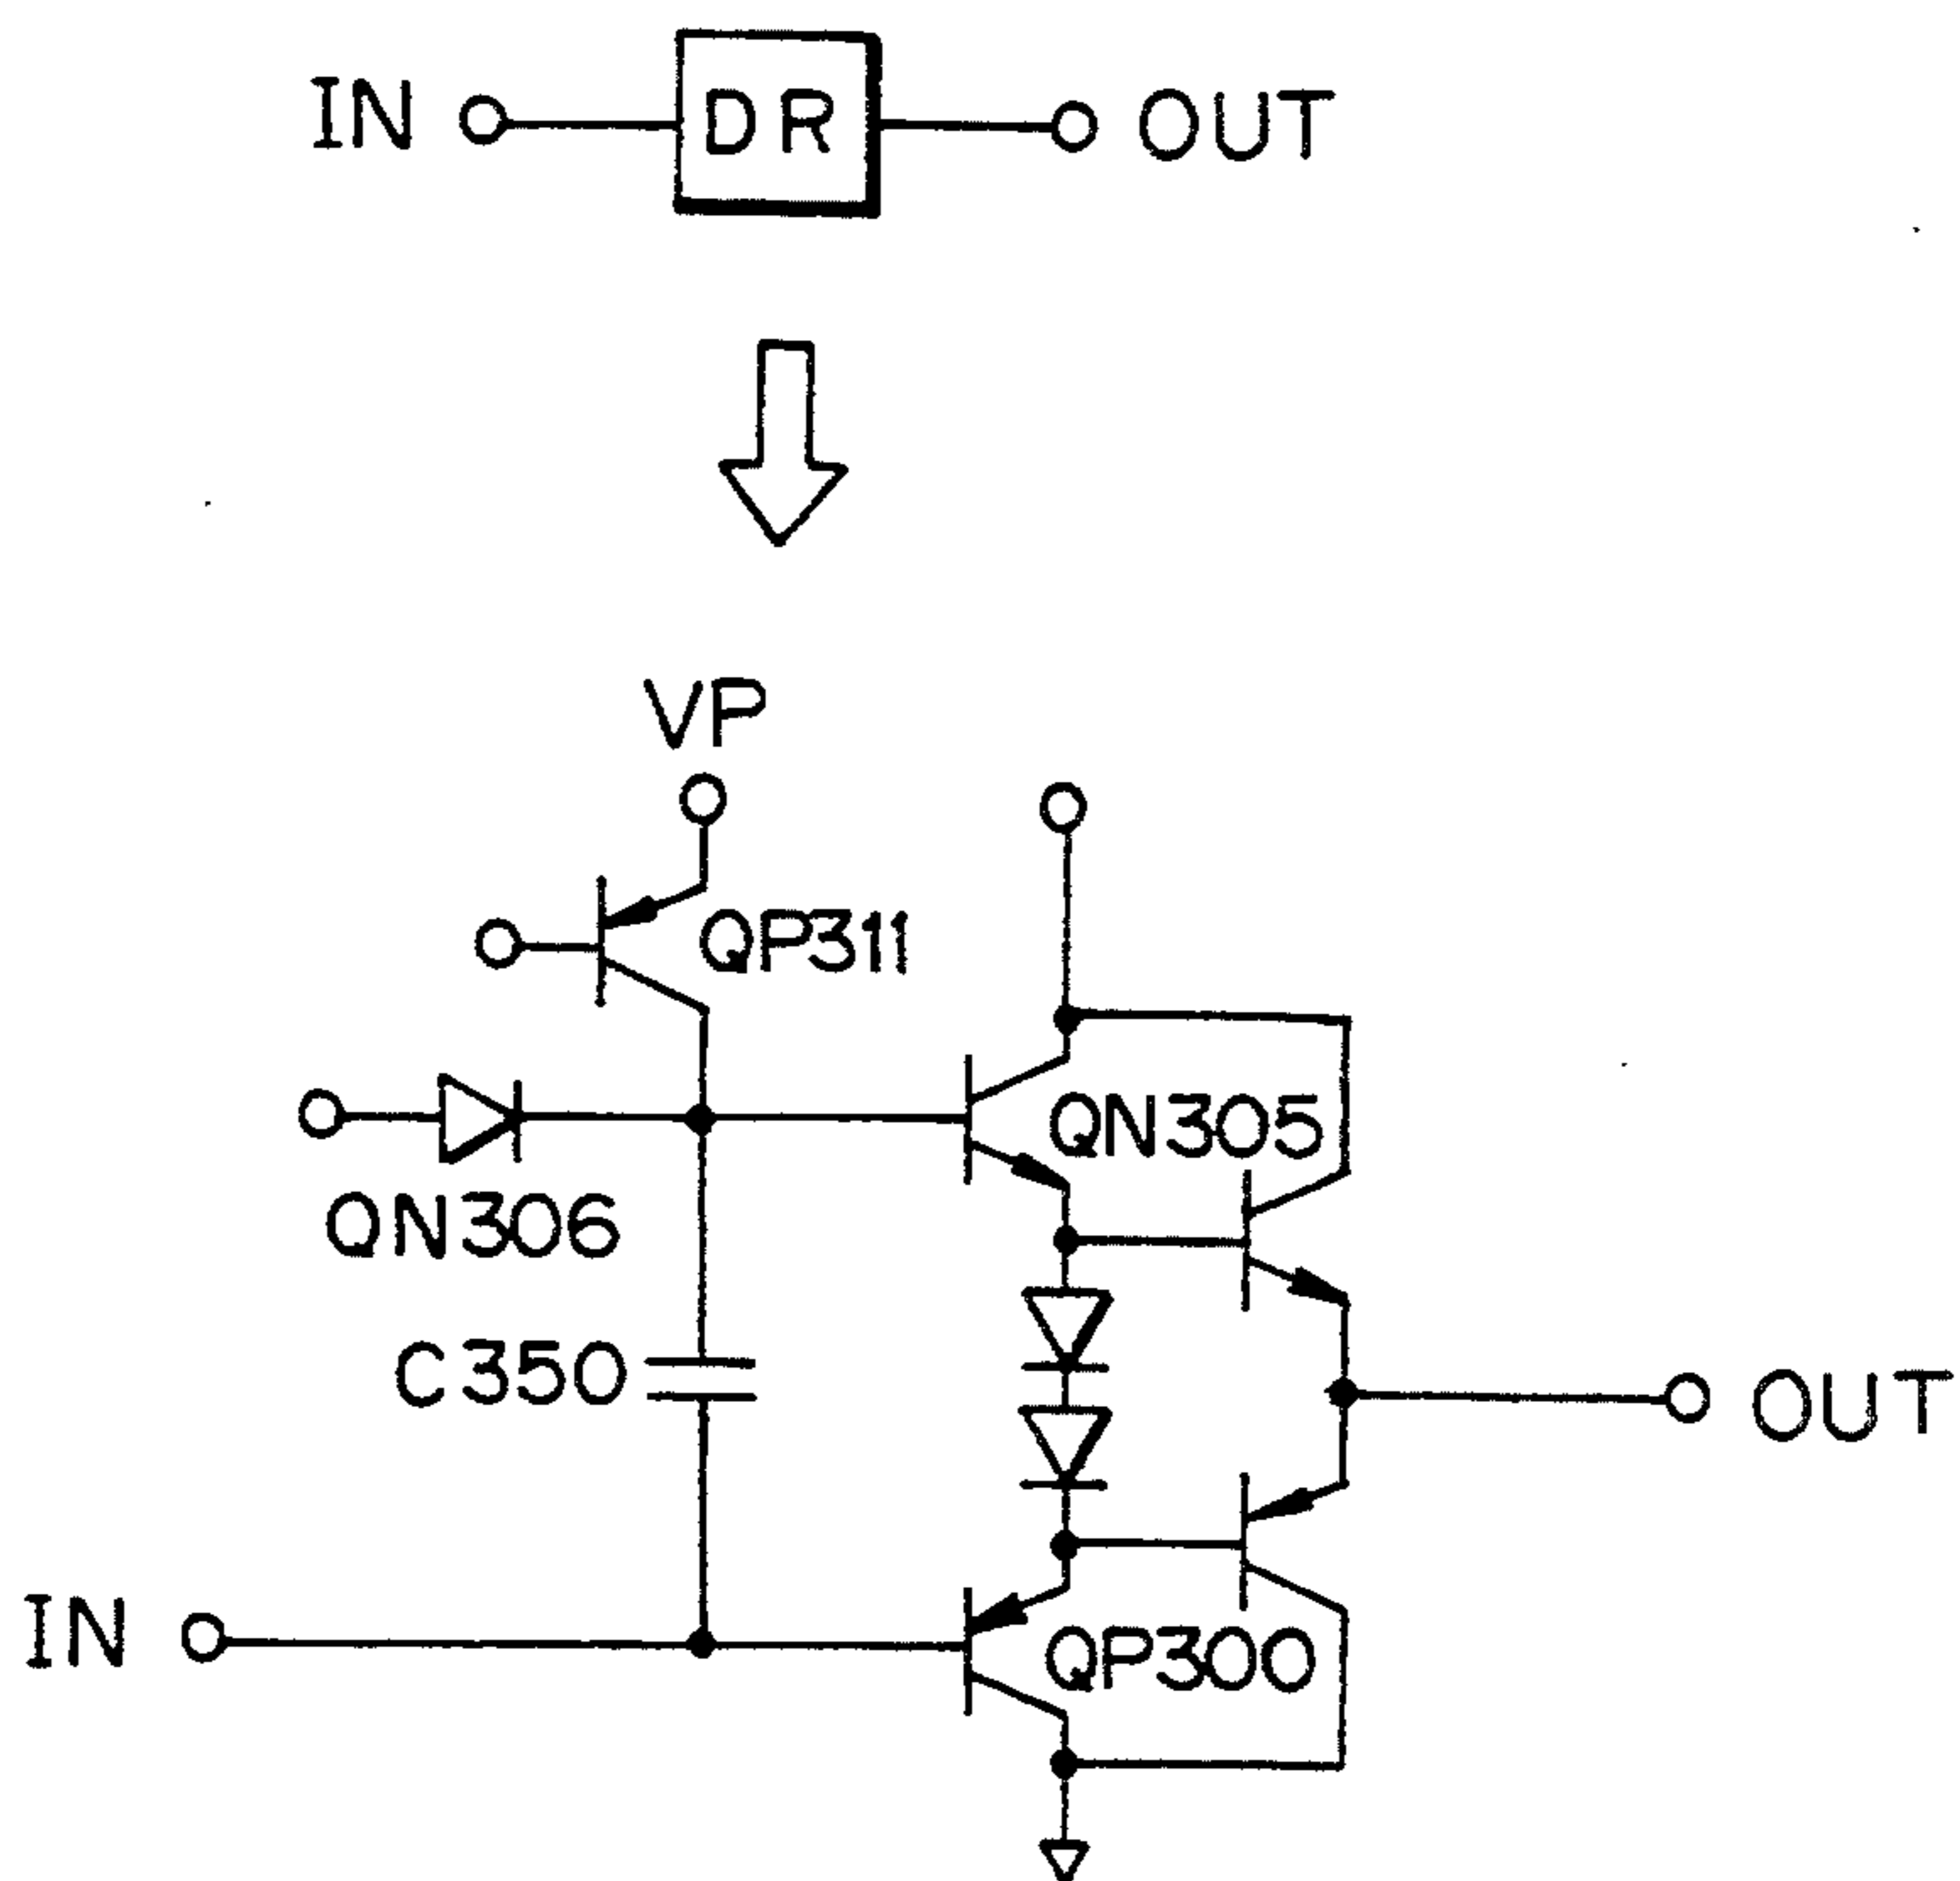 IN DR OUT
VP
QP311
QN305
QN306
C350
OUT
IN
QP300